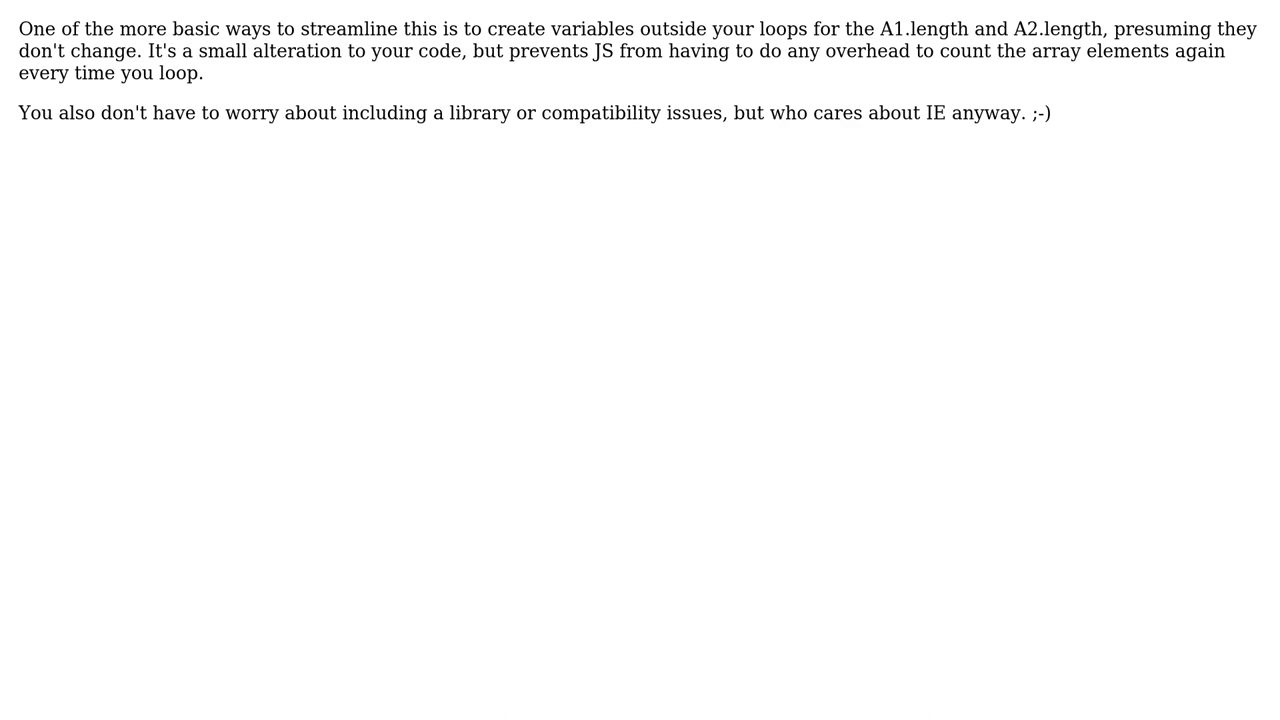 One of the more basic ways to streamline this is to create variables outside your loops for the A1.length and A2.length, presuming they
don't change. It's a small alteration to your code, but prevents JS from having to do any overhead to count the array elements again
every time you loop.
You also don't have to worry about including a library or compatibility issues, but who cares about IE anyway. ;-)